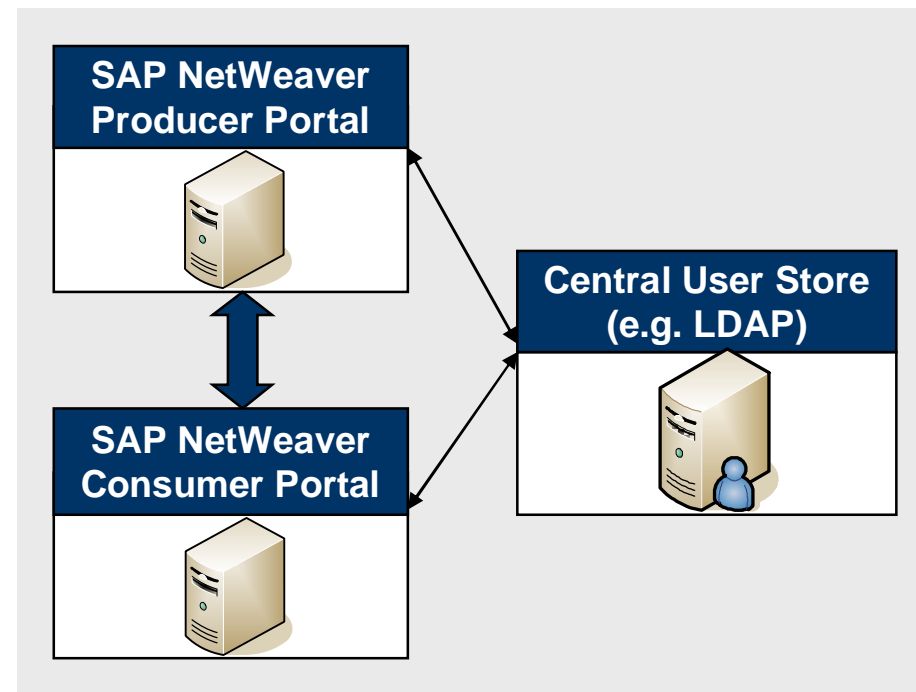 SAP NetWeaver
Producer Portal
Central User Store
(e.g. LDAP)
SAP NetWeaver
Consumer Portal